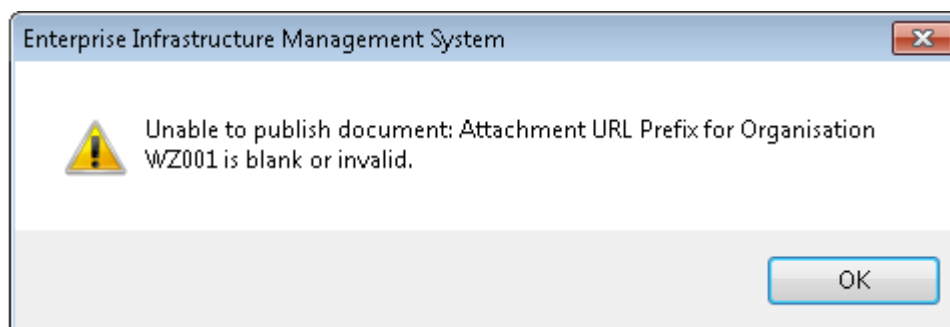 Enterprise Infrastructure Management System
Unable to publish document: Attachment URL Prefix for Organisation
WZ001 is blank or invalid.
OK